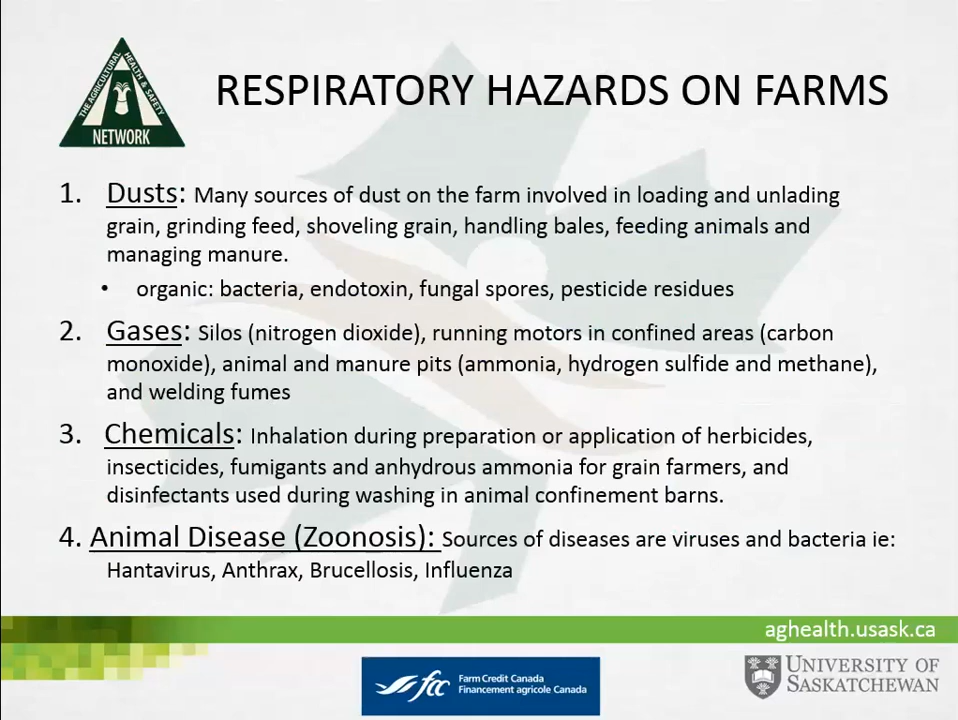 THE AGRICULTURAL HEALTH & SAFETY
NETWORK
RESPIRATORY HAZARDS ON FARMS
1. Dusts: Many sources of dust on the farm involved in loading and unlading
grain, grinding feed, shoveling grain, handling bales, feeding animals and
managing manure.
• organic: bacteria, endotoxin, fungal spores, pesticide residues
2. Gases: Silos (nitrogen dioxide), running motors in confined areas (carbon
monoxide), animal and manure pits (ammonia, hydrogen sulfide and methane),
and welding fumes
3. Chemicals: Inhalation during preparation or application of herbicides,
insecticides, fumigants and anhydrous ammonia for grain farmers, and
disinfectants used during washing in animal confinement barns.
4. Animal Disease (Zoonosis): Sources of diseases are viruses and bacteria ie:
Hantavirus, Anthrax, Brucellosis, Influenza
aghealth.usask.ca
fcc Farm Credit Canada
Financement agricole Canada
UNIVERSITY OF
SASKATCHEWAN